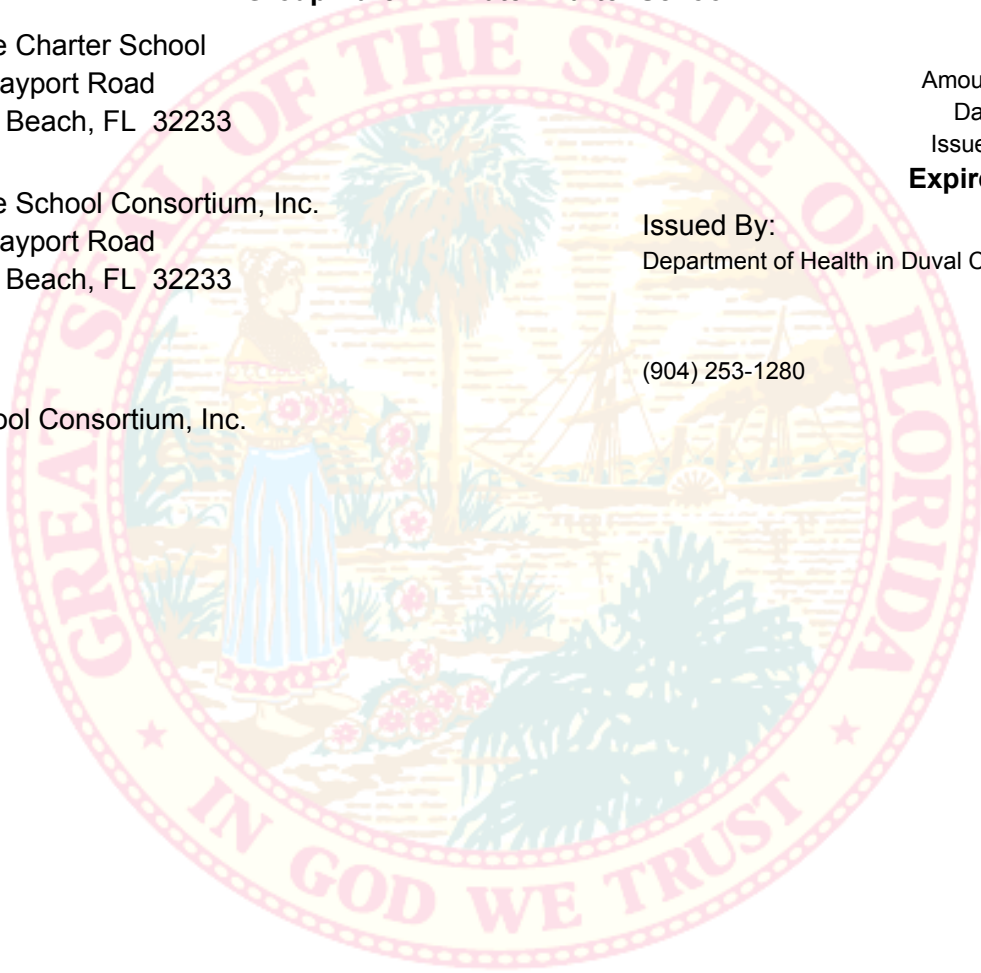 e Charter School
ayport Road
Beach, FL 32233
e School Consortium, Inc.
ayport Road
Beach, FL 32233
ool Consortium, Inc.
Amou
Da
Issue
Expire
Issued By:
Department of Health in Duval C
(904) 253-1280
GREAT SEAL OF THE STATE OF FLORIDA
IN GOD WE TRUST